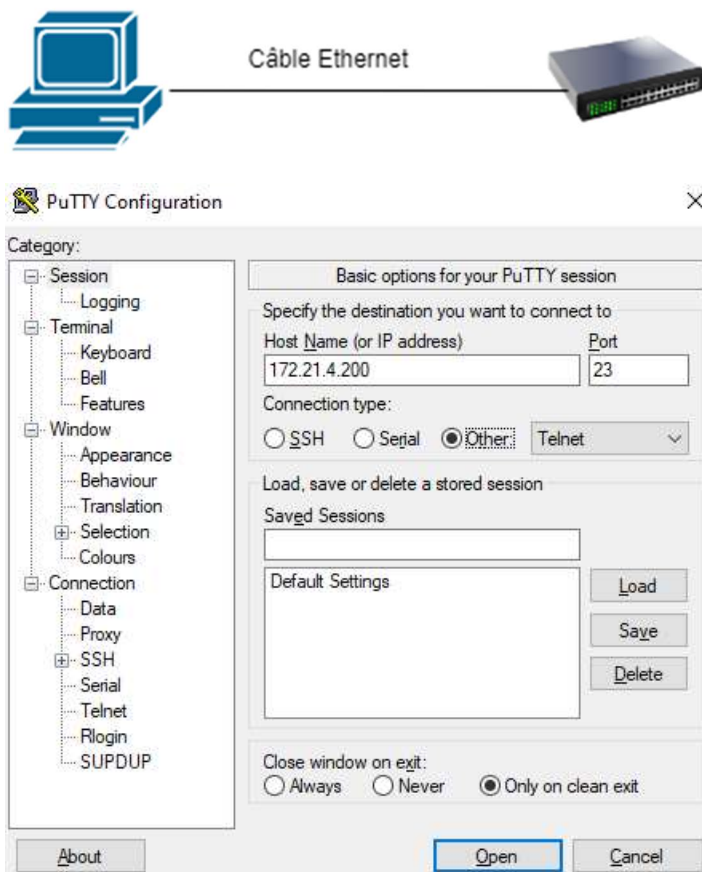 Câble Ethernet
PuTTY Configuration
Category:
Session
Logging
Terminal
Keyboard
Bell
Features
Window
Appearance
Behaviour
Translation
Selection
Colours
Connection
Data
Proxy
SSH
Serial
Telnet
Rlogin
SUPDUP
Basic options for your PuTTY session
Specify the destination you want to connect to
Host Name (or IP address) Port
172.21.4.200 23
Connection type:
SSH Serial Other: Telnet
Load, save or delete a stored session
Saved Sessions
Default Settings
Load
Save
Delete
Close window on exit:
Always Never Only on clean exit
About Open Cancel